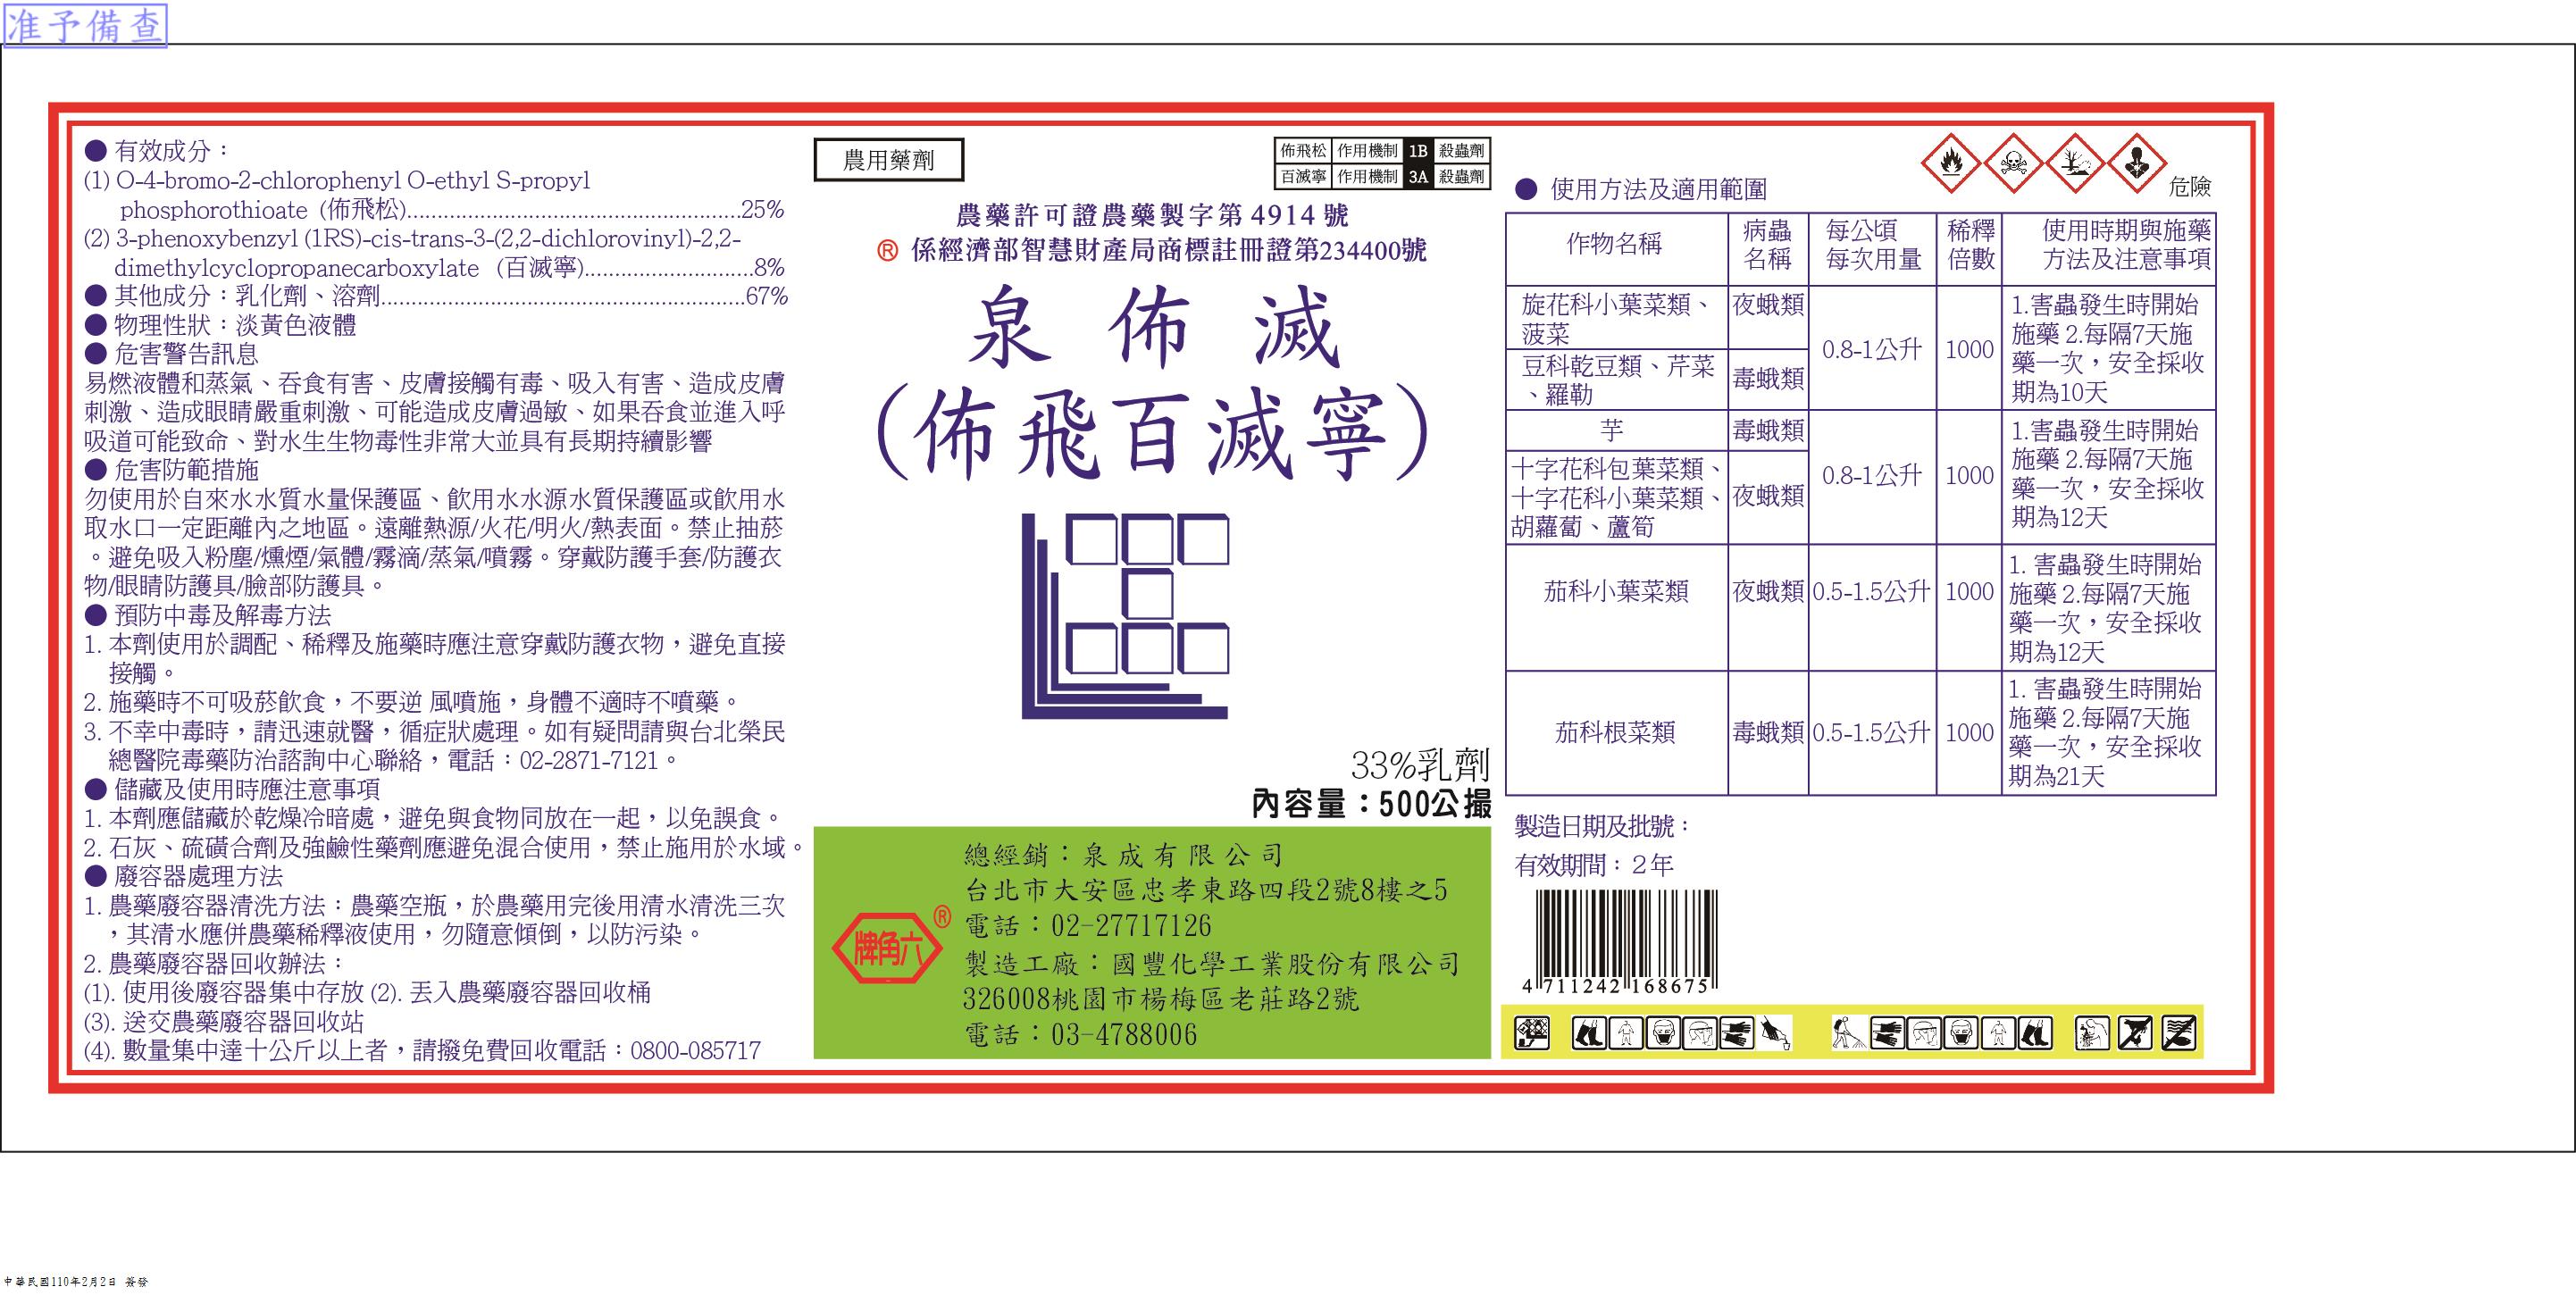 准予備查
● 有效成分：
(1) O-4-bromo-2-chlorophenyl O-ethyl S-propyl
phosphorothioate (佈飛松)......................................................25%
(2) 3-phenoxybenzyl (1RS)-cis-trans-3-(2,2-dichlorovinyl)-2,2-
dimethylcyclopropanecarboxylate (百滅寧)............................8%
● 其他成分：乳化劑、溶劑............................................................67%
● 物理性狀：淡黃色液體
● 危害警告訊息
易燃液體和蒸氣、吞食有害、皮膚接觸有毒、吸入有害、造成皮膚
刺激、造成眼睛嚴重刺激、可能造成皮膚過敏、如果吞食並進入呼
吸道可能致命、對水生生物毒性非常大並具有長期持續影響
● 危害防範措施
勿使用於自來水水質水量保護區、飲用水水源水質保護區或飲用水
取水口一定距離內之地區。遠離熱源/火花/明火/熱表面。禁止抽菸
。避免吸入粉塵/燻煙/氣體/霧滴/蒸氣/噴霧。穿戴防護手套/防護衣
物/眼睛防護具/臉部防護具。
● 預防中毒及解毒方法
1. 本劑使用於調配、稀釋及施藥時應注意穿戴防護衣物，避免直接
接觸。
2. 施藥時不可吸菸飲食，不要逆 風噴施，身體不適時不噴藥。
3. 不幸中毒時，請迅速就醫，循症狀處理。如有疑問請與台北榮民
總醫院毒藥防治諮詢中心聯絡，電話：02-2871-7121。
● 儲藏及使用時應注意事項
1. 本劑應儲藏於乾燥冷暗處，避免與食物同放在一起，以免誤食。
2. 石灰、硫磺合劑及強鹼性藥劑應避免混合使用，禁止施用於水域。
● 廢容器處理方法
1. 農藥廢容器清洗方法：農藥空瓶，於農藥用完後用清水清洗三次
，其清水應併農藥稀釋液使用，勿隨意傾倒，以防污染。
2. 農藥廢容器回收辦法：
(1). 使用後廢容器集中存放 (2). 丟入農藥廢容器回收桶
(3). 送交農藥廢容器回收站
(4). 數量集中達十公斤以上者，請撥免費回收電話：0800-085717
農用藥劑
佈飛松 作用機制 1B 殺蟲劑
百滅寧 作用機制 3A 殺蟲劑
農藥許可證農藥製字第 4914 號
® 係經濟部智慧財產局商標註冊證第234400號
泉 佈 滅
(佈飛百滅寧)
33%乳劑
內容量：500公撮
六角牌®
總經銷：泉成有限公司
台北市大安區忠孝東路四段2號8樓之5
電話：02-27717126
製造工廠：國豐化學工業股份有限公司
326008桃園市楊梅區老莊路2號
電話：03-4788006
危險
● 使用方法及適用範圍
作物名稱 病蟲 每公頃 稀釋 使用時期與施藥
名稱 每次用量 倍數 方法及注意事項
旋花科小葉菜類、 夜蛾類 1.害蟲發生時開始
菠菜 施藥 2.每隔7天施
0.8-1公升 1000 藥一次，安全採收
豆科乾豆類、芹菜 毒蛾類 期為10天
、羅勒
芋 毒蛾類 1.害蟲發生時開始
十字花科包葉菜類、 0.8-1公升 1000 施藥 2.每隔7天施
十字花科小葉菜類、 夜蛾類 藥一次，安全採收
胡蘿蔔、蘆筍 期為12天
1. 害蟲發生時開始
茄科小葉菜類 夜蛾類 0.5-1.5公升 1000 施藥 2.每隔7天施
藥一次，安全採收
期為12天
1. 害蟲發生時開始
施藥 2.每隔7天施
茄科根菜類 毒蛾類 0.5-1.5公升 1000 藥一次，安全採收
期為21天
製造日期及批號：
有效期間： 2 年
4 711242 168675
中華民國110年2月2日 簽發